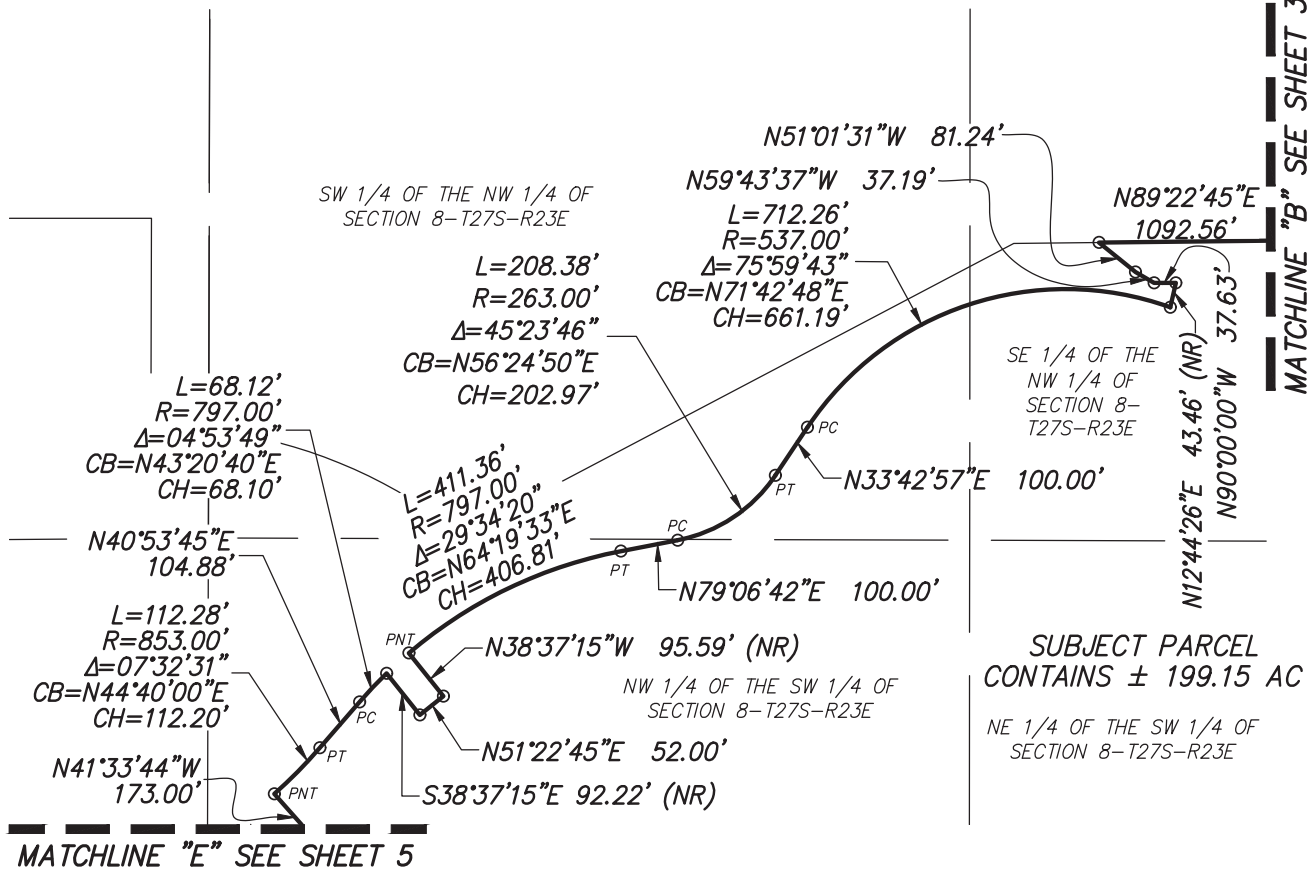 MATCHLINE "B" SEE SHEET 3
N51°01'31"W 81.24'
N59°43'37"W 37.19'
N89°22'45"E
1092.56'
SW 1/4 OF THE NW 1/4 OF
SECTION 8-T27S-R23E
L=712.26'
R=537.00'
Δ=75°59'43"
CB=N71°42'48"E
CH=661.19'
L=208.38'
R=263.00'
Δ=45°23'46"
CB=N56°24'50"E
CH=202.97'
N12°44'26"E 43.46' (NR)
N90°00'00"W 37.63'
SE 1/4 OF THE
NW 1/4 OF
SECTION 8-
T27S-R23E
L=68.12'
R=797.00'
Δ=04°53'49"
CB=N43°20'40"E
CH=68.10'
L=411.36'
R=797.00'
Δ=29°34'20"
CB=N64°19'33"E
CH=406.81'
PC
PT
N33°42'57"E 100.00'
PC
PT
N79°06'42"E 100.00'
N40°53'45"E
104.88'
L=112.28'
R=853.00'
Δ=07°32'31"
CB=N44°40'00"E
CH=112.20'
PNT
N38°37'15"W 95.59' (NR)
NW 1/4 OF THE SW 1/4 OF
SECTION 8-T27S-R23E
SUBJECT PARCEL
CONTAINS ± 199.15 AC
NE 1/4 OF THE SW 1/4 OF
SECTION 8-T27S-R23E
PC
PT
N51°22'45"E 52.00'
S38°37'15"E 92.22' (NR)
N41°33'44"W
173.00'
PNT
MATCHLINE "E" SEE SHEET 5